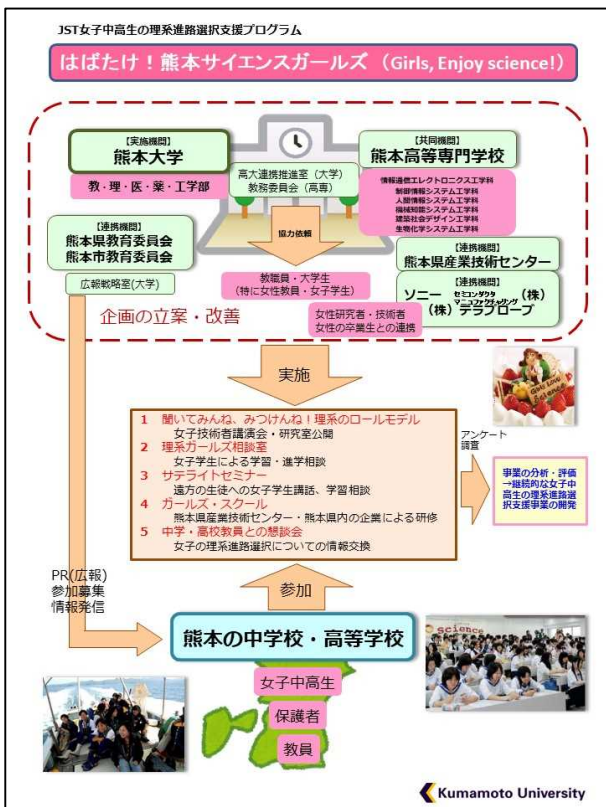 JST女子中高生の理系進路選択支援プログラム
はばたけ！熊本サイエンスガールズ （Girls, Enjoy science!）
【実施機関】
熊本大学
教・理・医・薬・工学部
高大連携推進室（大学）
教務委員会（高専）
【共同機関】
熊本高等専門学校
情報通信エレクトロニクス工学科
制御情報システム工学科
人間情報システム工学科
機械知能システム工学科
建築社会デザイン工学科
生物化学システム工学科
【連携機関】
熊本県教育委員会
熊本市教育委員会
広報戦略室(大学)
協力依頼
【連携機関】
熊本県産業技術センター
【連携機関】
ソニー セミコンダクタ マニュファクチャリング （株）
（株）テラプローブ
教職員・大学生
（特に女性教員・女子学生）
女性研究者・技術者
女性の卒業生との連携
企画の立案・改善
実施
Girls Love
Science
1 聞いてみんね、みつけんね！理系のロールモデル
女子技術者講演会・研究室公開
2 理系ガールズ相談室
女子学生による学習・進学相談
3 サテライトセミナー
遠方の生徒への女子学生講話、学習相談
4 ガールズ・スクール
熊本県産業技術センター・熊本県内の企業による研修
5 中学・高校教員との懇談会
女子の理系進路選択についての情報交換
アンケート
調査
事業の分析・評価
→継続的な女子中
高生の理系進路選
択支援事業の開発
PR(広報)
参加募集
情報発信
参加
熊本の中学校・高等学校
女子中高生
保護者
教員
science
Kumamoto University